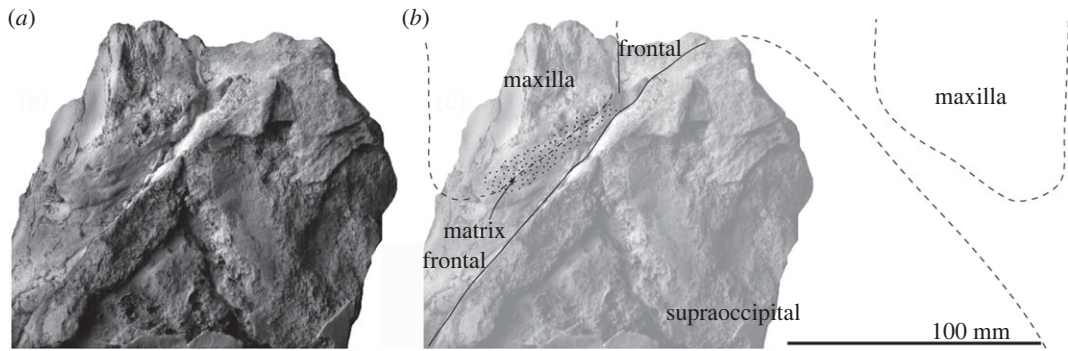 (a)
(b)
frontal
maxilla
maxilla
matrix
frontal
supraoccipital
100 mm